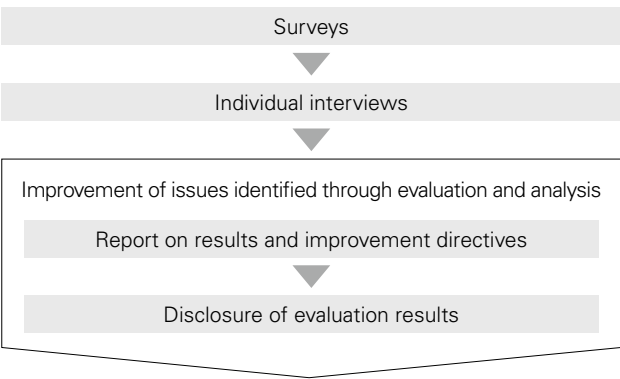 Surveys
Individual interviews
Improvement of issues identified through evaluation and analysis
Report on results and improvement directives
Disclosure of evaluation results